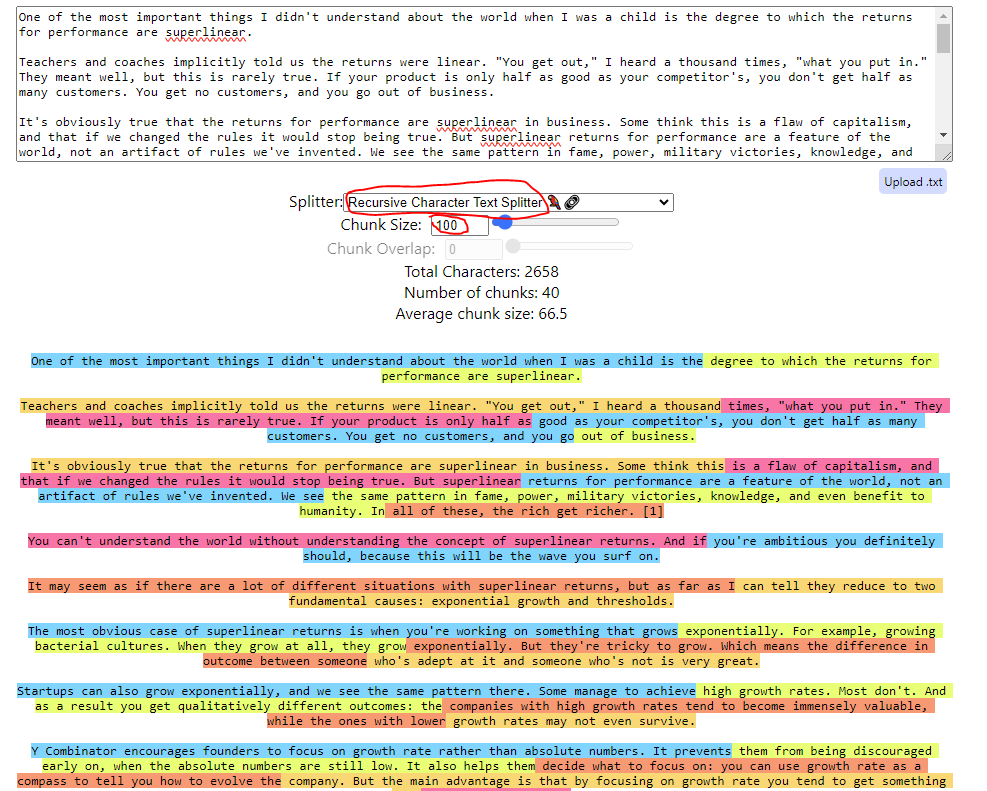 One of the most important things I didn't understand about the world when I was a child is the degree to which the returns
for performance are superlinear.
Teachers and coaches implicitly told us the returns were linear. "You get out," I heard a thousand times, "what you put in."
They meant well, but this is rarely true. If your product is only half as good as your competitor's, you don't get half as
many customers. You get no customers, and you go out of business.
It's obviously true that the returns for performance are superlinear in business. Some think this is a flaw of capitalism,
and that if we changed the rules it would stop being true. But superlinear returns for performance are a feature of the
world, not an artifact of rules we've invented. We see the same pattern in fame, power, military victories, knowledge, and
Upload .txt
Splitter: Recursive Character Text Splitter 🦜🔗
Chunk Size: 100
Chunk Overlap: 0
Total Characters: 2658
Number of chunks: 40
Average chunk size: 66.5
One of the most important things I didn't understand about the world when I was a child is the degree to which the returns for
performance are superlinear.
Teachers and coaches implicitly told us the returns were linear. "You get out," I heard a thousand times, "what you put in." They
meant well, but this is rarely true. If your product is only half as good as your competitor's, you don't get half as many
customers. You get no customers, and you go out of business.
It's obviously true that the returns for performance are superlinear in business. Some think this is a flaw of capitalism, and
that if we changed the rules it would stop being true. But superlinear returns for performance are a feature of the world, not an
artifact of rules we've invented. We see the same pattern in fame, power, military victories, knowledge, and even benefit to
humanity. In all of these, the rich get richer. [1]
You can't understand the world without understanding the concept of superlinear returns. And if you're ambitious you definitely
should, because this will be the wave you surf on.
It may seem as if there are a lot of different situations with superlinear returns, but as far as I can tell they reduce to two
fundamental causes: exponential growth and thresholds.
The most obvious case of superlinear returns is when you're working on something that grows exponentially. For example, growing
bacterial cultures. When they grow at all, they grow exponentially. But they're tricky to grow. Which means the difference in
outcome between someone who's adept at it and someone who's not is very great.
Startups can also grow exponentially, and we see the same pattern there. Some manage to achieve high growth rates. Most don't. And
as a result you get qualitatively different outcomes: the companies with high growth rates tend to become immensely valuable,
while the ones with lower growth rates may not even survive.
Y Combinator encourages founders to focus on growth rate rather than absolute numbers. It prevents them from being discouraged
early on, when the absolute numbers are still low. It also helps them decide what to focus on: you can use growth rate as a
compass to tell you how to evolve the company. But the main advantage is that by focusing on growth rate you tend to get something